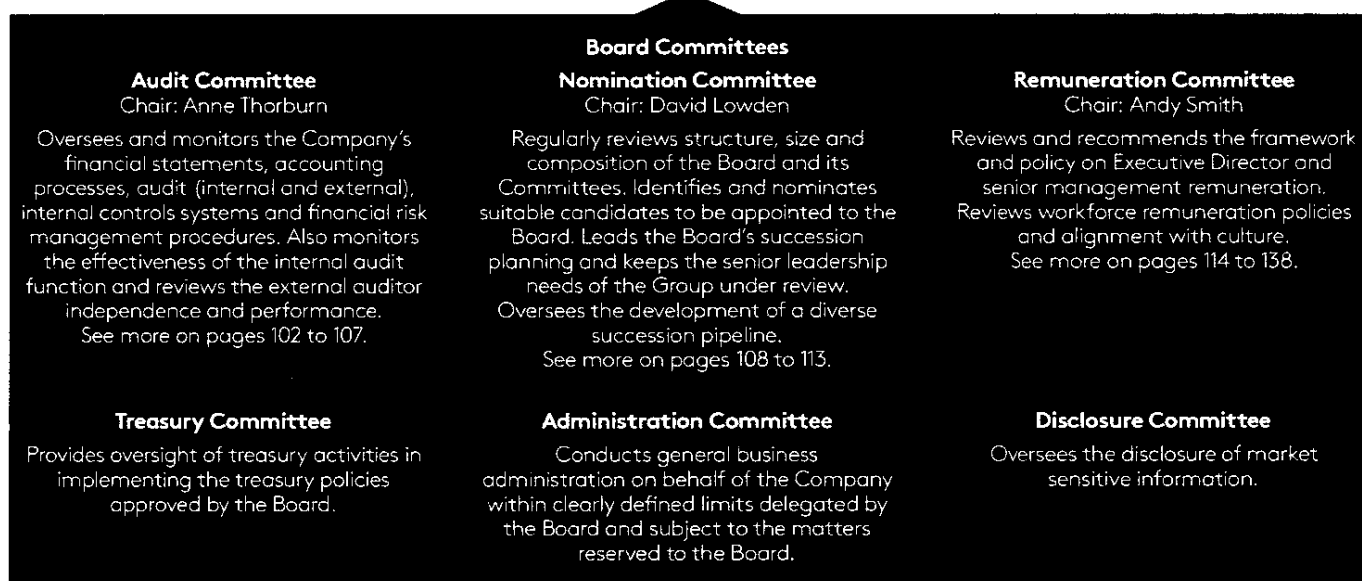 Board Committees
Audit Committee
Chair: Anne Thorburn
Oversees and monitors the Company's
financial statements, accounting
processes, audit (internal and external),
internal controls systems and financial risk
management procedures. Also monitors
the effectiveness of the internal audit
function and reviews the external auditor
independence and performance.
See more on pages 102 to 107.
Nomination Committee
Chair: David Lowden
Regularly reviews structure, size and
composition of the Board and its
Committees. Identifies and nominates
suitable candidates to be appointed to the
Board. Leads the Board's succession
planning and keeps the senior leadership
needs of the Group under review.
Oversees the development of a diverse
succession pipeline.
See more on pages 108 to 113.
Remuneration Committee
Chair: Andy Smith
Reviews and recommends the framework
and policy on Executive Director and
senior management remuneration.
Reviews workforce remuneration policies
and alignment with culture.
See more on pages 114 to 138.
Treasury Committee
Provides oversight of treasury activities in
implementing the treasury policies
approved by the Board.
Administration Committee
Conducts general business
administration on behalf of the Company
within clearly defined limits delegated by
the Board and subject to the matters
reserved to the Board.
Disclosure Committee
Oversees the disclosure of market
sensitive information.